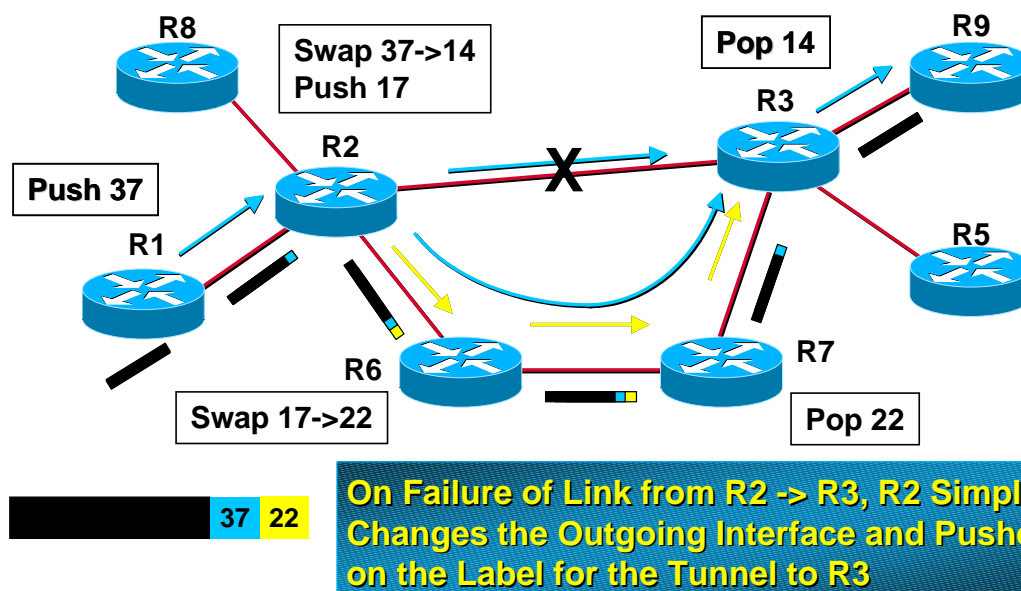 R8
Swap 37->14
Push 17
Pop 14
R9
R3
R2
Push 37
R1
R5
R6
R7
Swap 17->22
Pop 22
X
37 22
On Failure of Link from R2 -> R3, R2 Simpl
Changes the Outgoing Interface and Pushe
on the Label for the Tunnel to R3